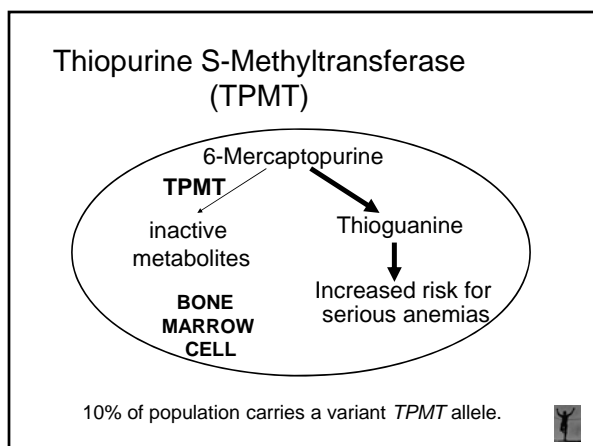 Thiopurine S-Methyltransferase
(TPMT)
6-Mercaptopurine
TPMT
inactive
metabolites
Thioguanine
Increased risk for
serious anemias
BONE
MARROW
CELL
10% of population carries a variant TPMT allele.